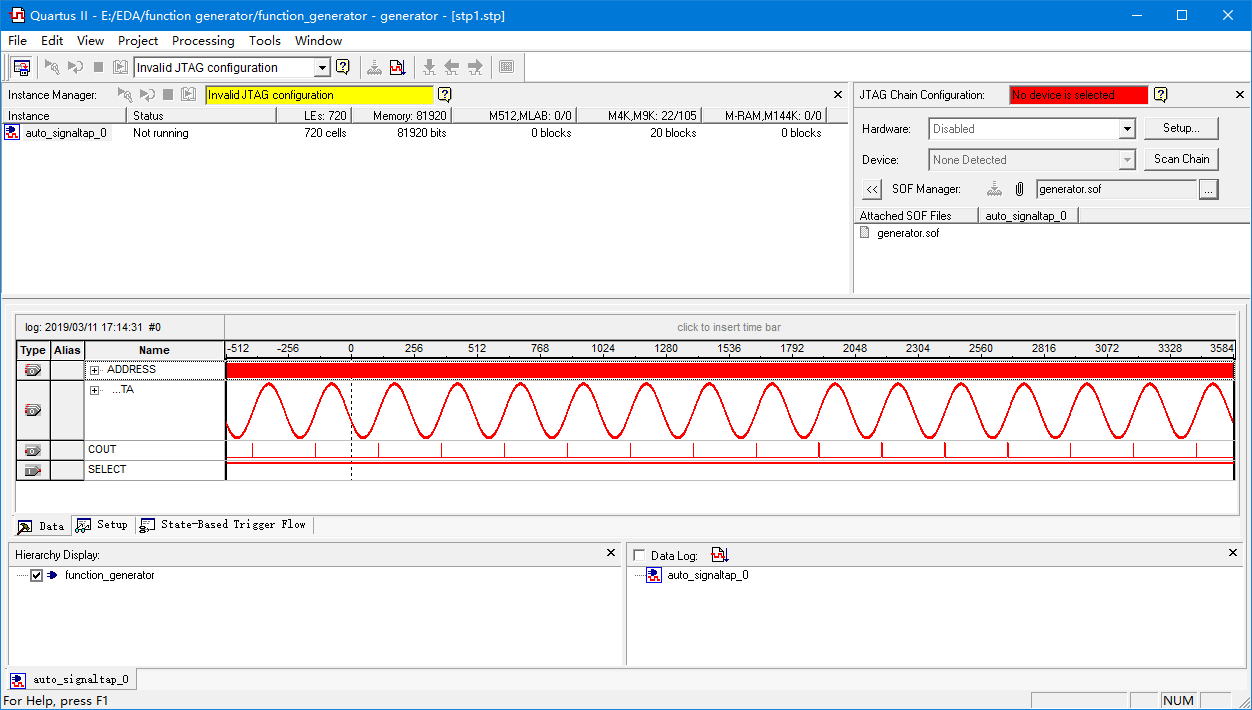 Quartus II - E:/EDA/function generator/function_generator - generator - [stp1.stp]
File Edit View Project Processing Tools Window
Invalid JTAG configuration
Instance Manager: Invalid JTAG configuration
Instance Status LEs: 720 Memory: 81920 M512,MLAB: 0/0 M4K,M9K: 22/105 M-RAM,M144K: 0/0
auto_signaltap_0 Not running 720 cells 81920 bits 0 blocks 20 blocks 0 blocks
JTAG Chain Configuration: No device is selected
Hardware: Disabled Setup...
Device: None Detected Scan Chain
<< SOF Manager: generator.sof ...
Attached SOF Files auto_signaltap_0
generator.sof
log: 2019/03/11 17:14:31 #0 click to insert time bar
Type Alias Name -512 -256 0 256 512 768 1024 1280 1536 1792 2048 2304 2560 2816 3072 3328 3584
ADDRESS
...TA
COUT
SELECT
Data Setup State-Based Trigger Flow
Hierarchy Display:
function_generator
Data Log:
auto_signaltap_0
auto_signaltap_0
For Help, press F1 NUM